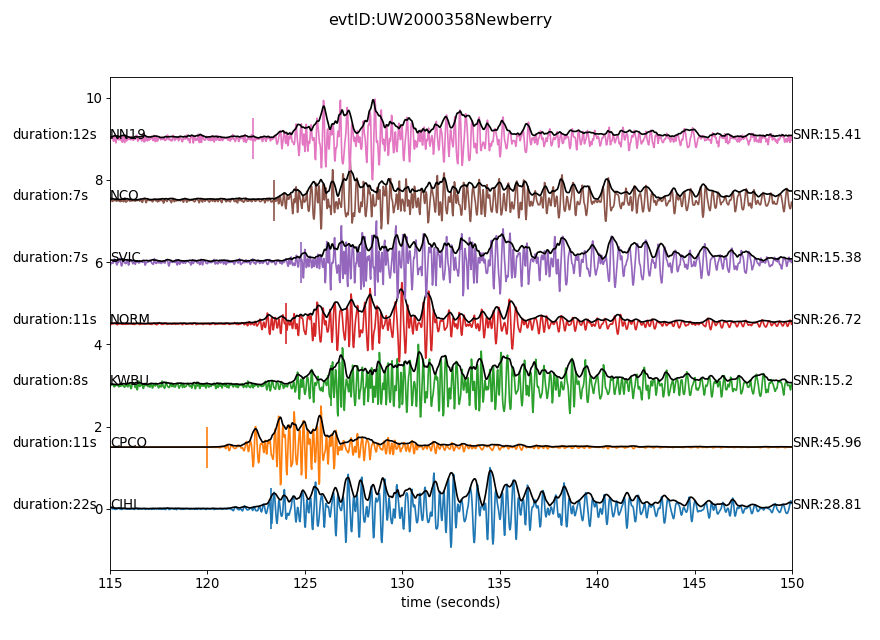 evtID:UW2000358Newberry
10
duration:12s NN19 SNR:15.41
8
duration:7s NCO SNR:18.3
duration:7s SVIC SNR:15.38
6
duration:11s NORM SNR:26.72
4
duration:8s KWBU SNR:15.2
2
duration:11s CPCO SNR:45.96
duration:22s CIHL SNR:28.81
0
115 120 125 130 135 140 145 150
time (seconds)